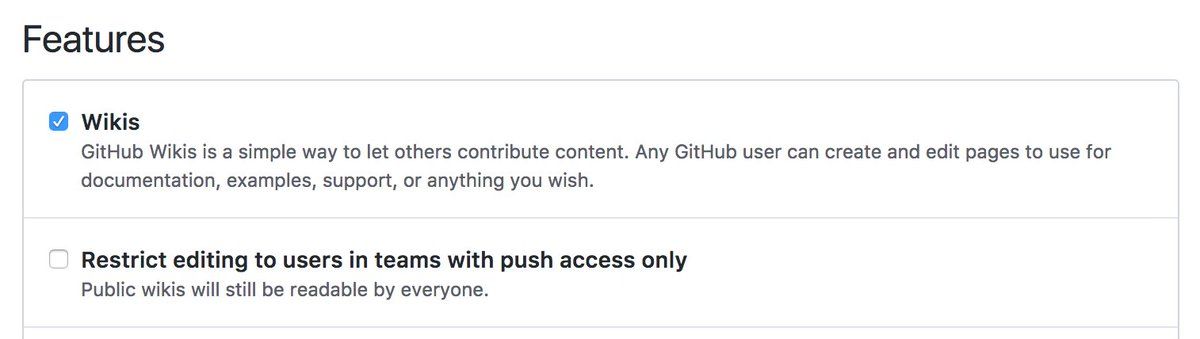 Features
Wikis
GitHub Wikis is a simple way to let others contribute content. Any GitHub user can create and edit pages to use for
documentation, examples, support, or anything you wish.
Restrict editing to users in teams with push access only
Public wikis will still be readable by everyone.